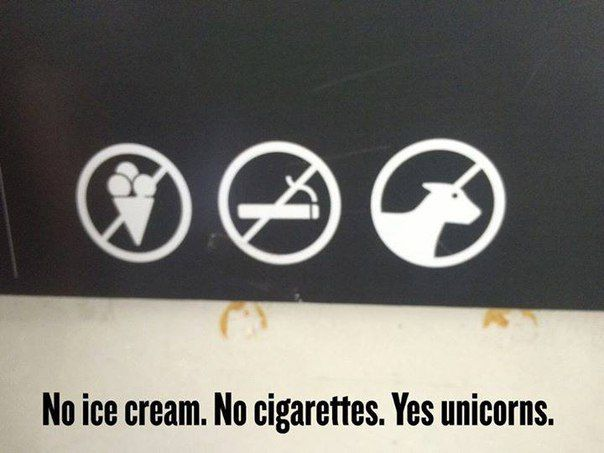 No ice cream. No cigarettes. Yes unicorns.